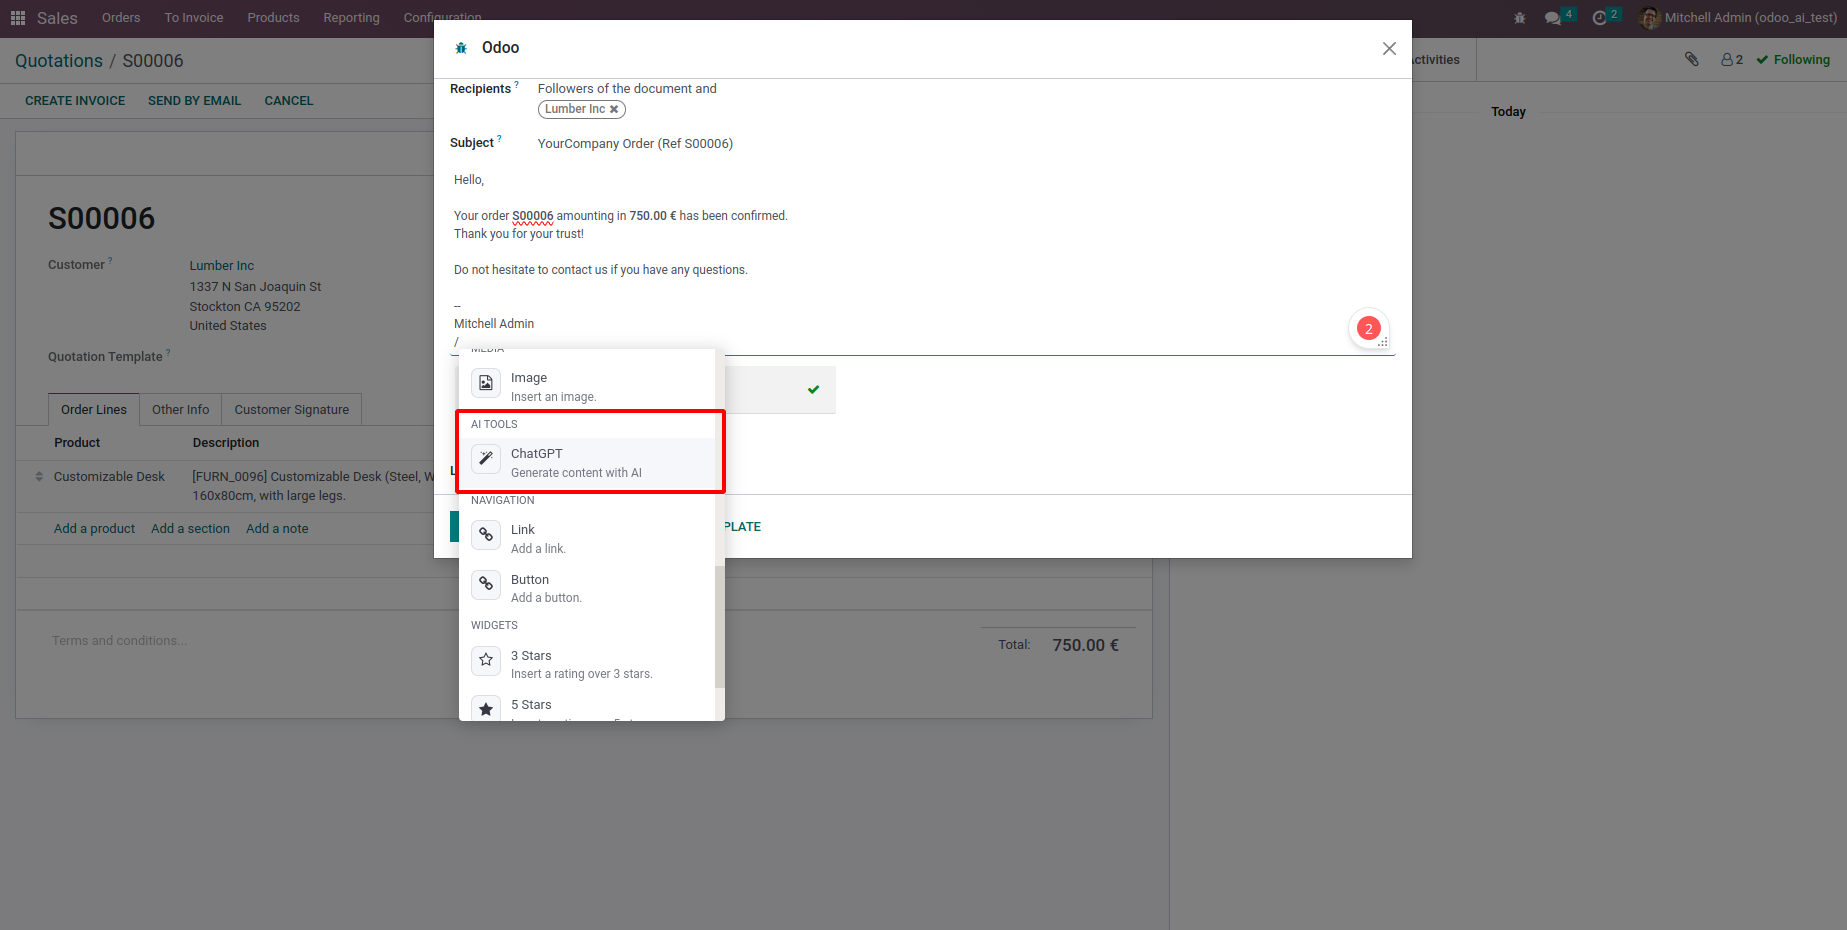 Sales Orders To Invoice Products Reporting Configuration 4 2 Mitchell Admin (odoo_ai_test)
Quotations / S00006
2 Following
CREATE INVOICE SEND BY EMAIL CANCEL
Today
S00006
Customer ?
Lumber Inc
1337 N San Joaquin St
Stockton CA 95202
United States
Quotation Template ?
Order Lines Other Info Customer Signature
Product Description
Customizable Desk [FURN_0096] Customizable Desk (Steel, W
160x80cm, with large legs.
Add a product Add a section Add a note
Terms and conditions...
Total: 750.00 €
Odoo
Recipients ? Followers of the document and
Lumber Inc ✖
Subject ? YourCompany Order (Ref S00006)
Hello,
Your order S00006 amounting in 750.00 € has been confirmed.
Thank you for your trust!
Do not hesitate to contact us if you have any questions.
--
Mitchell Admin
/
2
MEDIA
Image
Insert an image.
AI TOOLS
ChatGPT
Generate content with AI
NAVIGATION
Link
Add a link.
Button
Add a button.
WIDGETS
3 Stars
Insert a rating over 3 stars.
5 Stars
PLATE